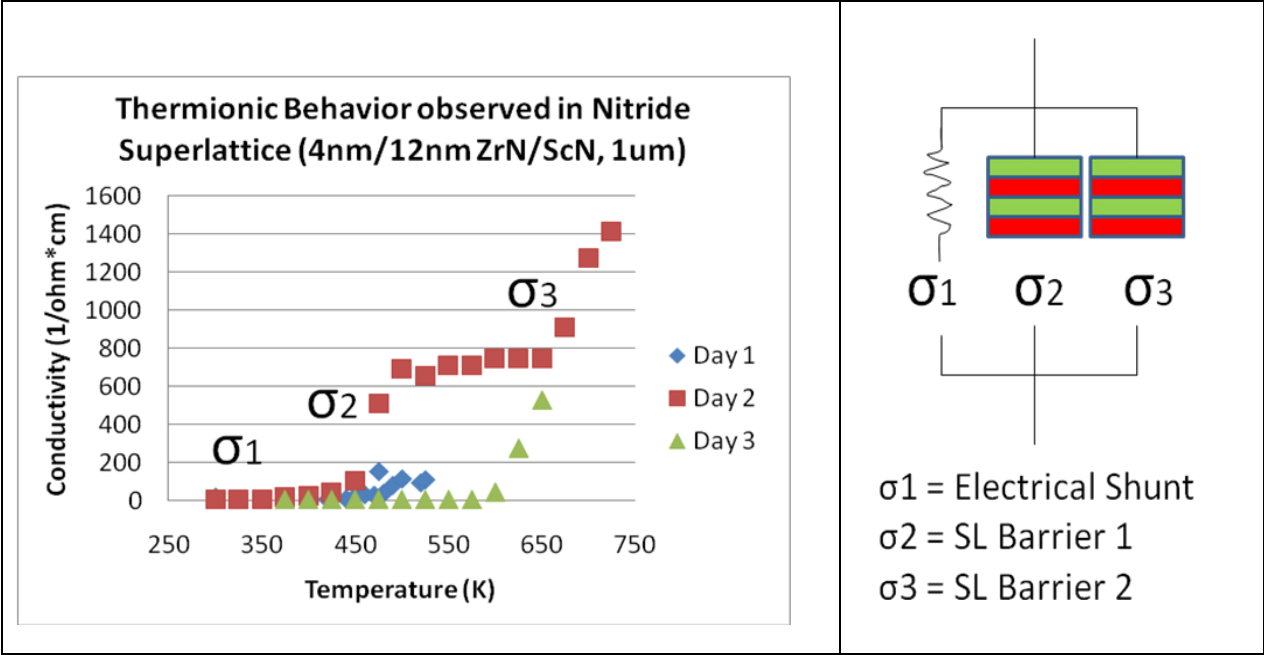 Thermionic Behavior observed in Nitride
Superlattice (4nm/12nm ZrN/ScN, 1um)
Conductivity (1/ohm*cm)
1600
1400
1200
1000
800
600
400
200
0
250 350 450 550 650 750
Temperature (K)
σ1
σ2
σ3
Day 1
Day 2
Day 3
σ1 σ2 σ3
σ1 = Electrical Shunt
σ2 = SL Barrier 1
σ3 = SL Barrier 2